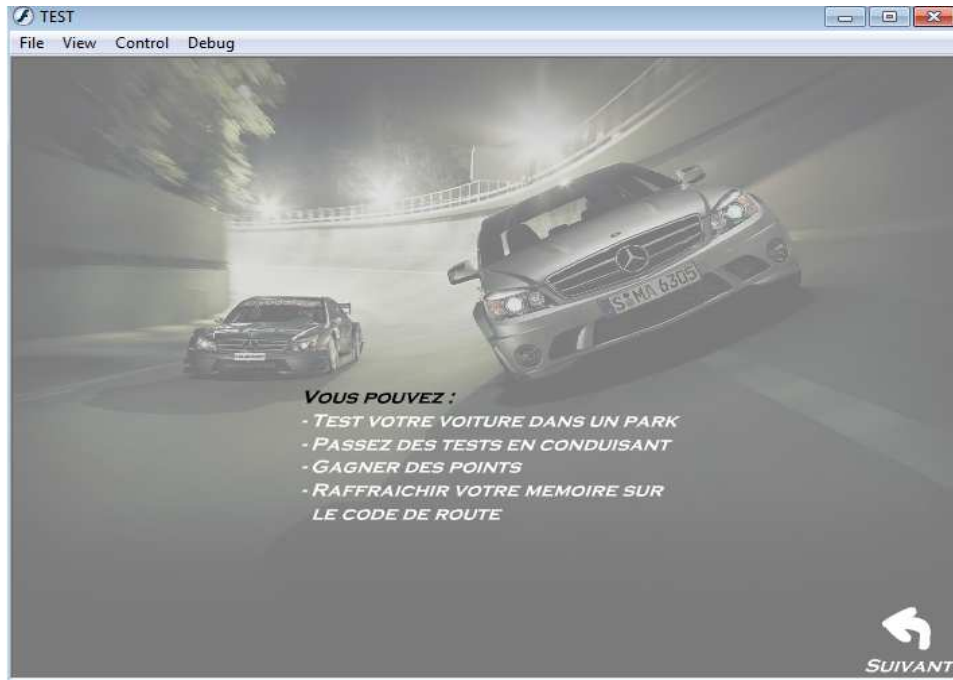 TEST
File View Control Debug
S MA 6305
VOUS POUVEZ :
- TEST VOTRE VOITURE DANS UN PARK
- PASSEZ DES TESTS EN CONDUISANT
- GAGNER DES POINTS
- RAFFRAICHIR VOTRE MEMOIRE SUR
LE CODE DE ROUTE
SUIVANT